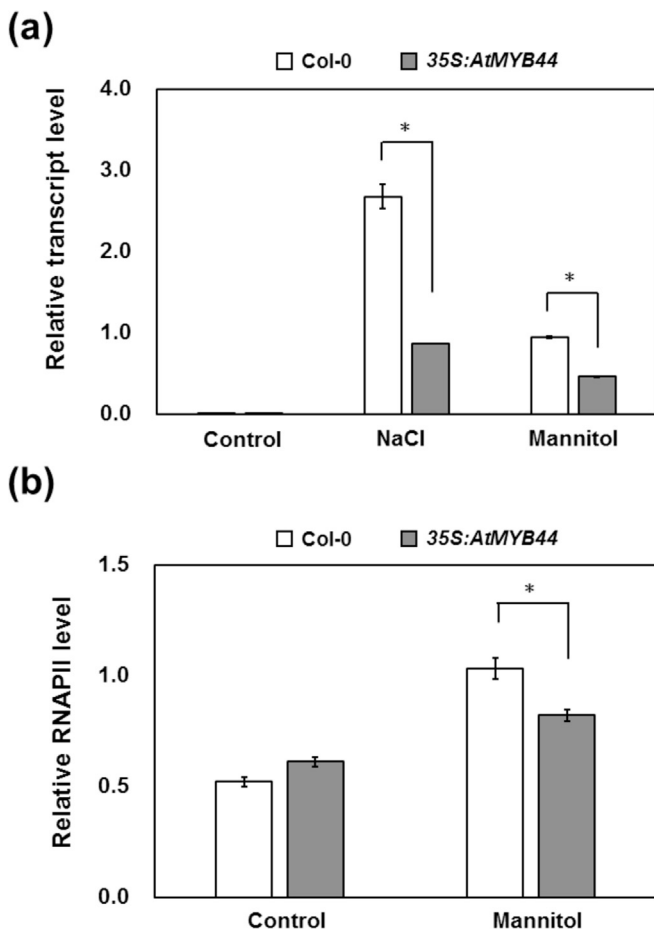 (a)
Col-0 35S:AtMYB44
Relative transcript level
4.0
3.0
2.0
1.0
0.0
*
*
Control NaCl Mannitol
(b)
Col-0 35S:AtMYB44
Relative RNAPII level
1.5
1.0
0.5
0.0
*
Control Mannitol